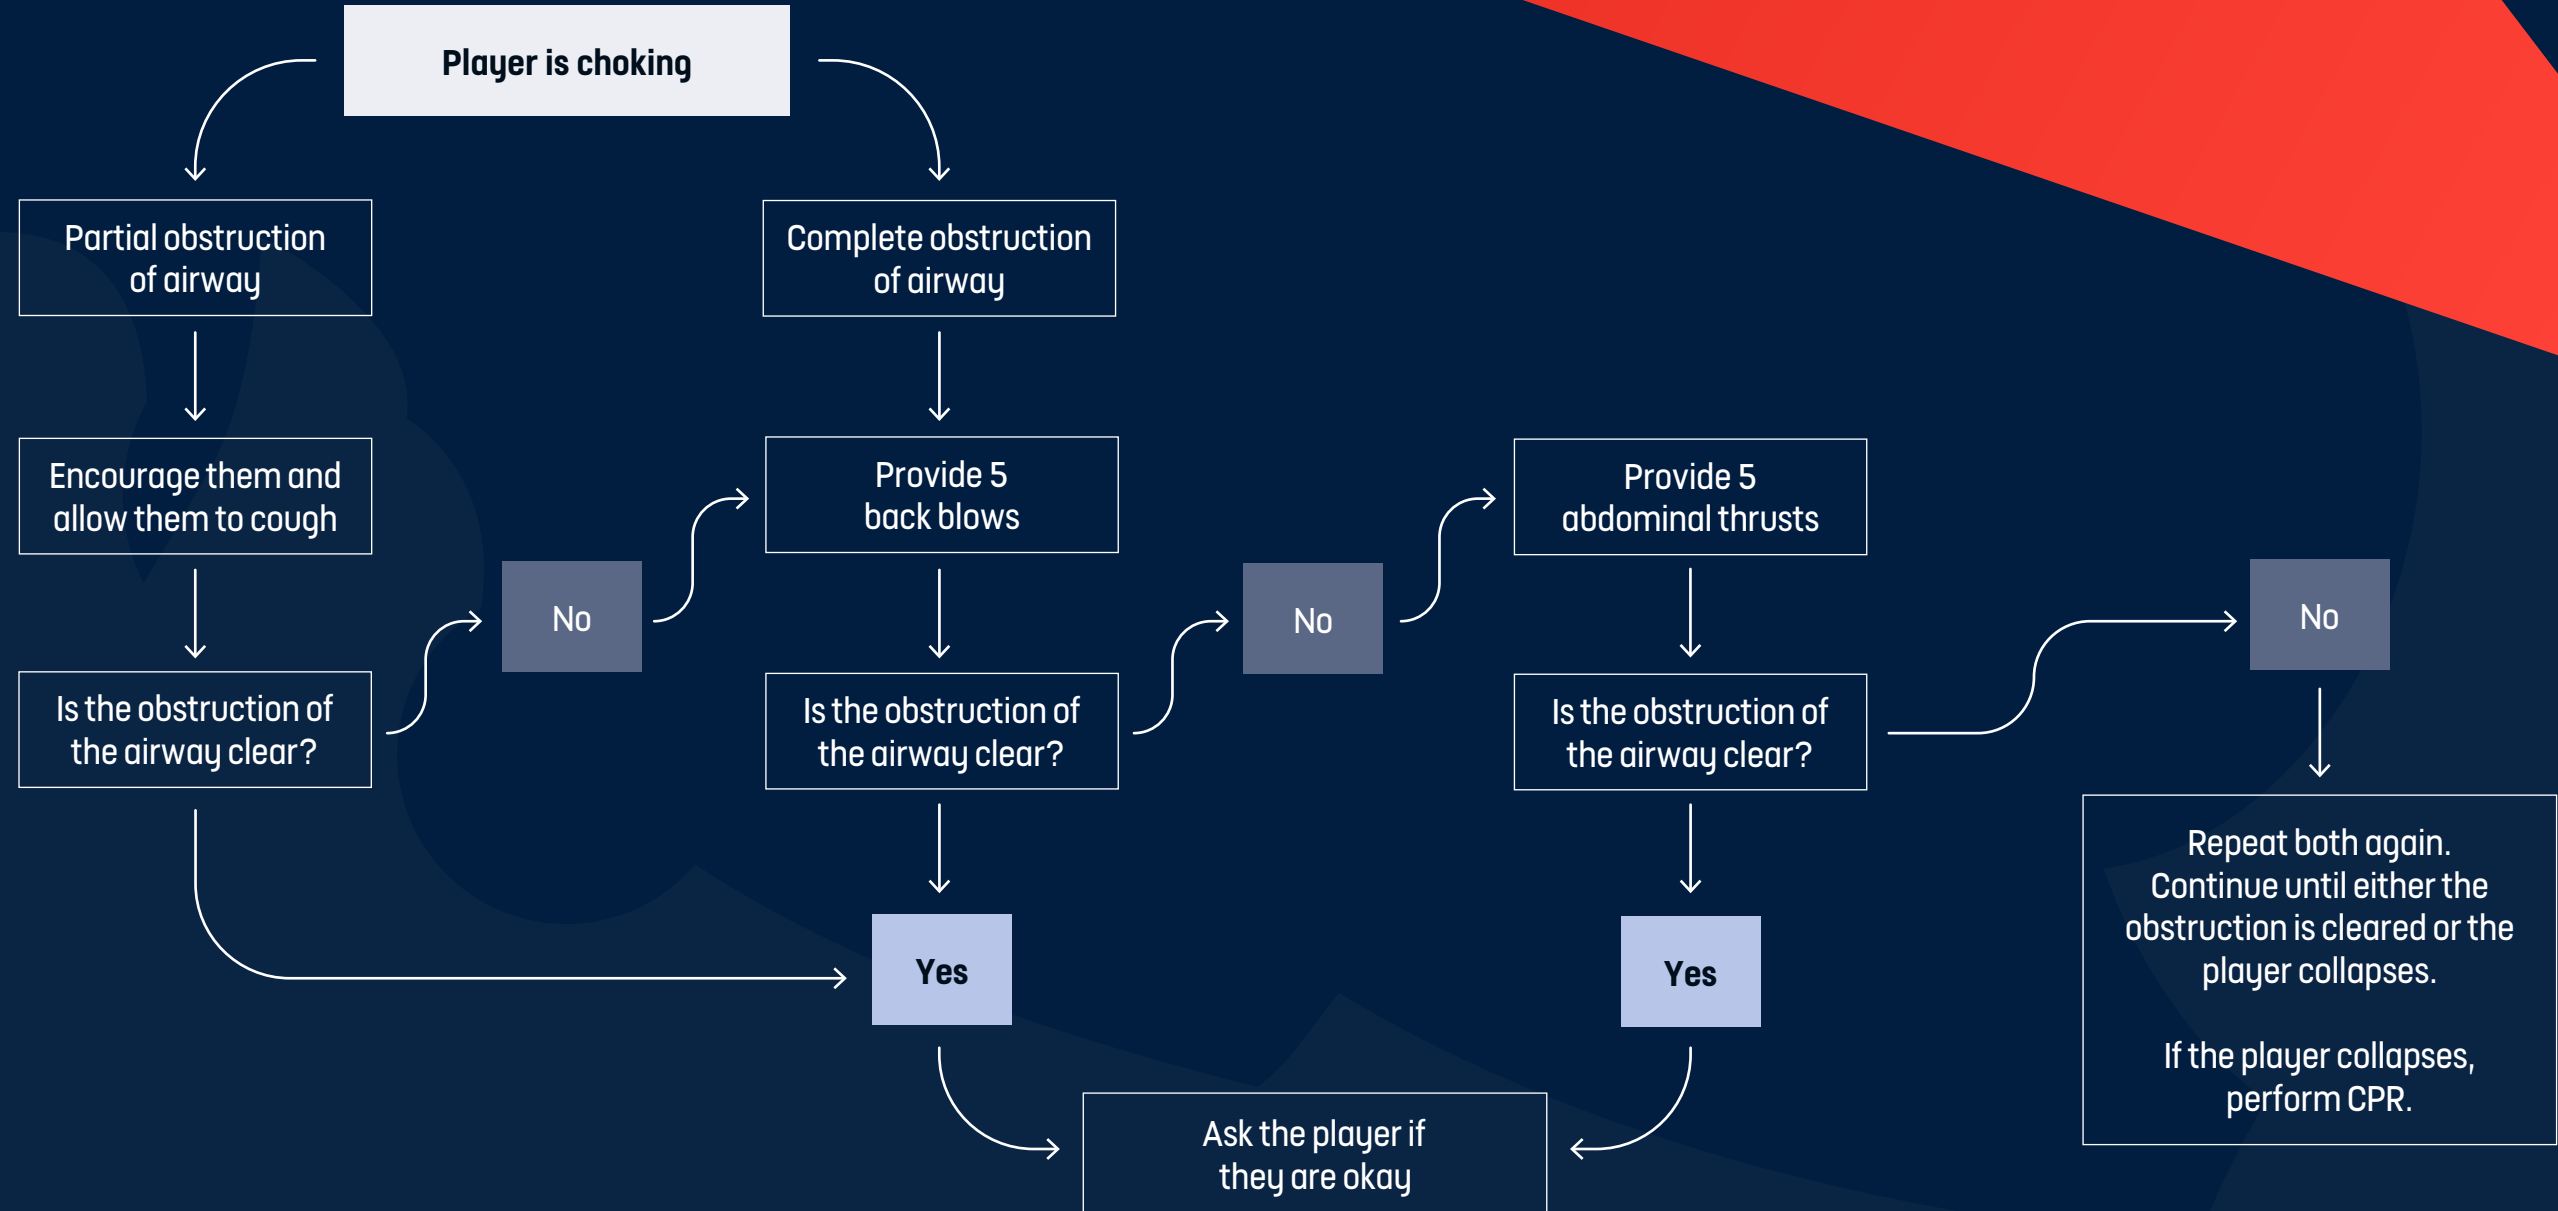 Player is choking
Partial obstruction
of airway
Complete obstruction
of airway
Encourage them and
allow them to cough
Provide 5
back blows
Provide 5
abdominal thrusts
No
No
No
Is the obstruction of
the airway clear?
Is the obstruction of
the airway clear?
Is the obstruction of
the airway clear?
Repeat both again.
Continue until either the
obstruction is cleared or the
player collapses.
If the player collapses,
perform CPR.
Yes
Yes
Ask the player if
they are okay